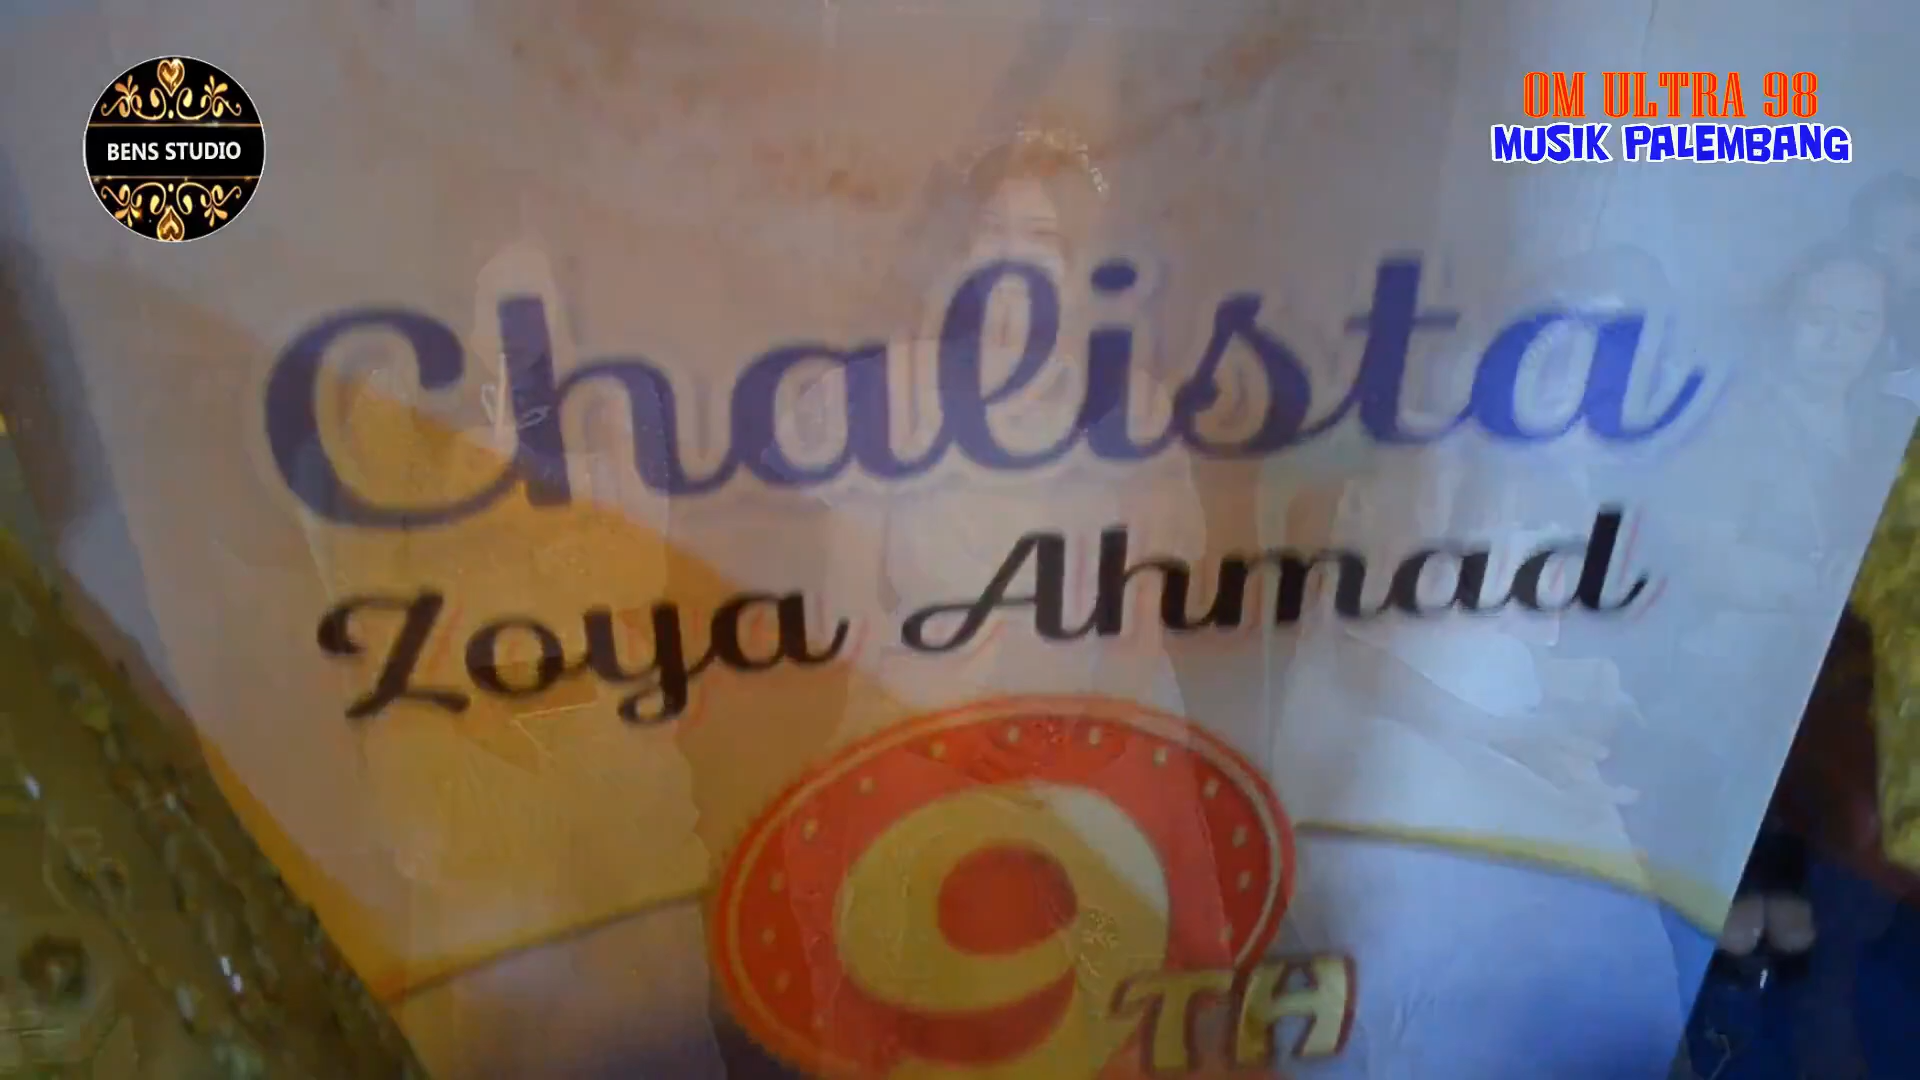 BENS STUDIO
OM ULTRA 98
MUSIK PALEMBANG
Chalista
Zoya Ahmad
9TH